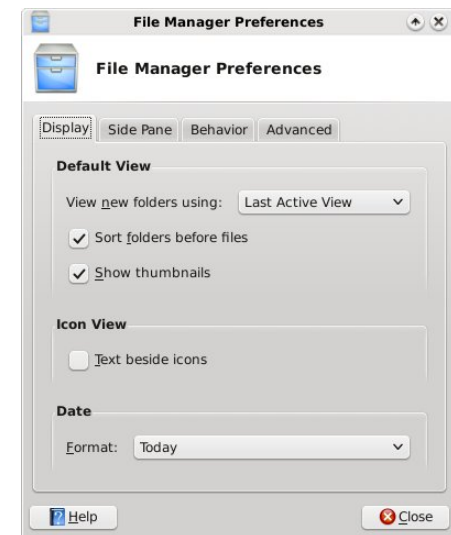 File Manager Preferences
File Manager Preferences
Display Side Pane Behavior Advanced
Default View
View new folders using: Last Active View
Sort folders before files
Show thumbnails
Icon View
Text beside icons
Date
Format: Today
Help Close